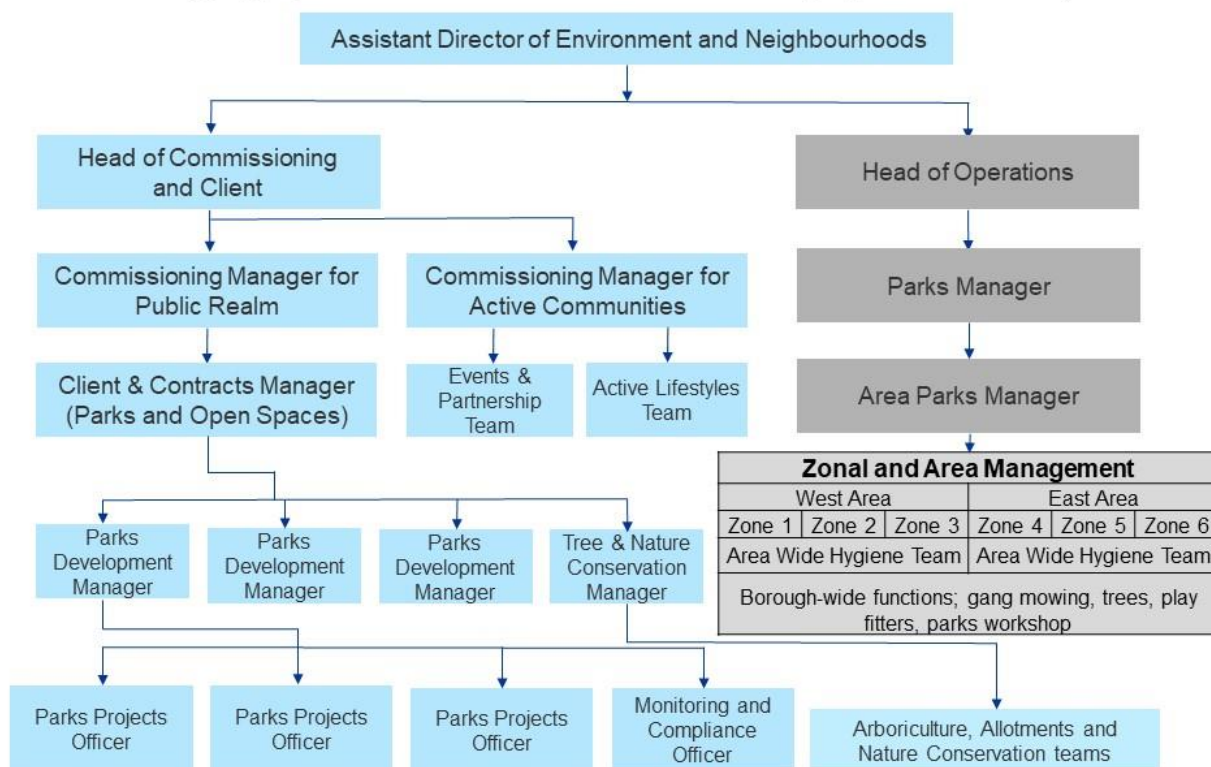 Assistant Director of Environment and Neighbourhoods
Head of Commissioning
and Client
Head of Operations
Commissioning Manager for
Public Realm
Commissioning Manager for
Active Communities
Parks Manager
Client & Contracts Manager
(Parks and Open Spaces)
Events &
Partnership
Team
Active Lifestyles
Team
Area Parks Manager
Zonal and Area Management
West Area
East Area
Zone 1
Zone 2
Zone 3
Zone 4
Zone 5
Zone 6
Area Wide Hygiene Team
Area Wide Hygiene Team
Borough-wide functions; gang mowing, trees, play
fitters, parks workshop
Parks
Development
Manager
Parks
Development
Manager
Parks
Development
Manager
Tree & Nature
Conservation
Manager
Parks Projects
Officer
Parks Projects
Officer
Parks Projects
Officer
Monitoring and
Compliance
Officer
Arboriculture, Allotments and
Nature Conservation teams